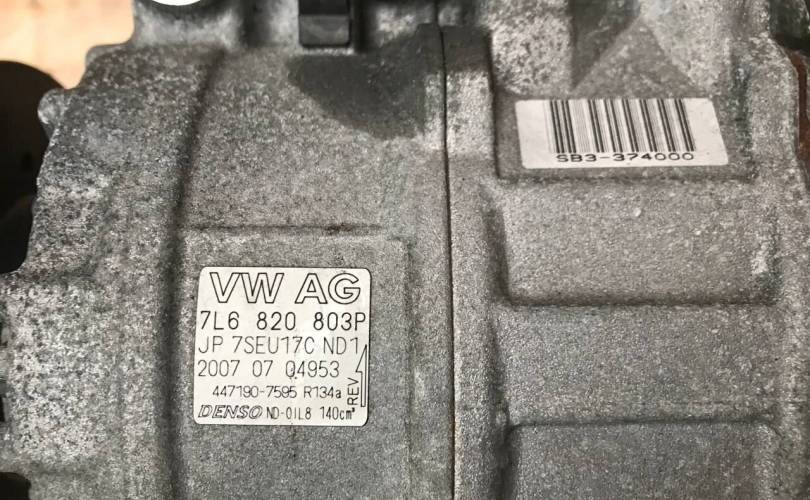 SB3-374000
VW AG
7L6 820 803P
JP 7SEU17C ND1
2007 07 04953
447190-7595 R134a
REV
DENSO ND-OIL8 140cm³